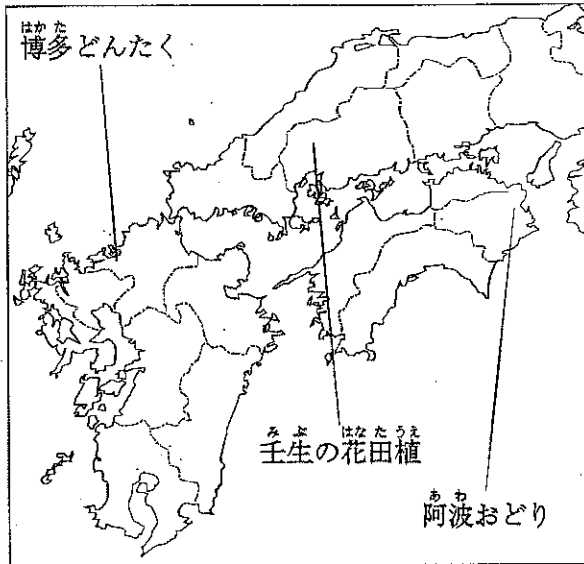 はかた
博多どんたく
みぶ はなたうえ
壬生の花田植
あわ
阿波おどり